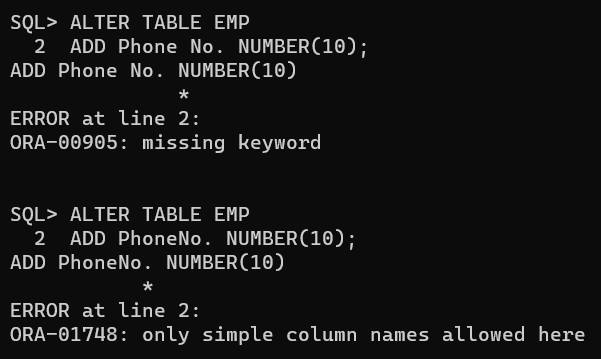 SQL> ALTER TABLE EMP
  2  ADD Phone No. NUMBER(10);
ADD Phone No. NUMBER(10)
              *
ERROR at line 2:
ORA-00905: missing keyword
SQL> ALTER TABLE EMP
  2  ADD PhoneNo. NUMBER(10);
ADD PhoneNo. NUMBER(10)
           *
ERROR at line 2:
ORA-01748: only simple column names allowed here